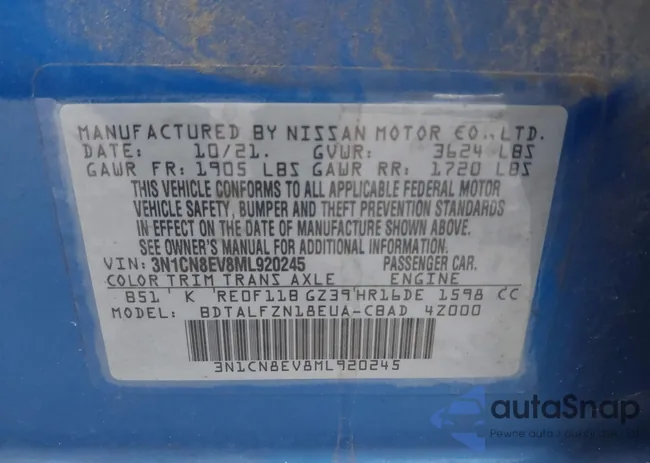 MANUFACTURED BY NISSAN MOTOR CO.,LTD.
DATE: 10/21. GVWR: 3624 LBS
GAWR FR: 1905 LBS GAWR RR: 1720 LBS
THIS VEHICLE CONFORMS TO ALL APPLICABLE FEDERAL MOTOR
VEHICLE SAFETY, BUMPER AND THEFT PREVENTION STANDARDS
IN EFFECT ON THE DATE OF MANUFACTURE SHOWN ABOVE.
SEE OWNER'S MANUAL FOR ADDITIONAL INFORMATION.
VIN: 3N1CN8EV8ML920245 PASSENGER CAR.
COLOR TRIM TRANS AXLE ENGINE
B51 K RE0F11B GZ39 HR16DE 1598 CC
MODEL: BDTALFZN18EUA-CBAD 4Z000
3N1CN8EV8ML920245
autaSnap
Pewne auta z